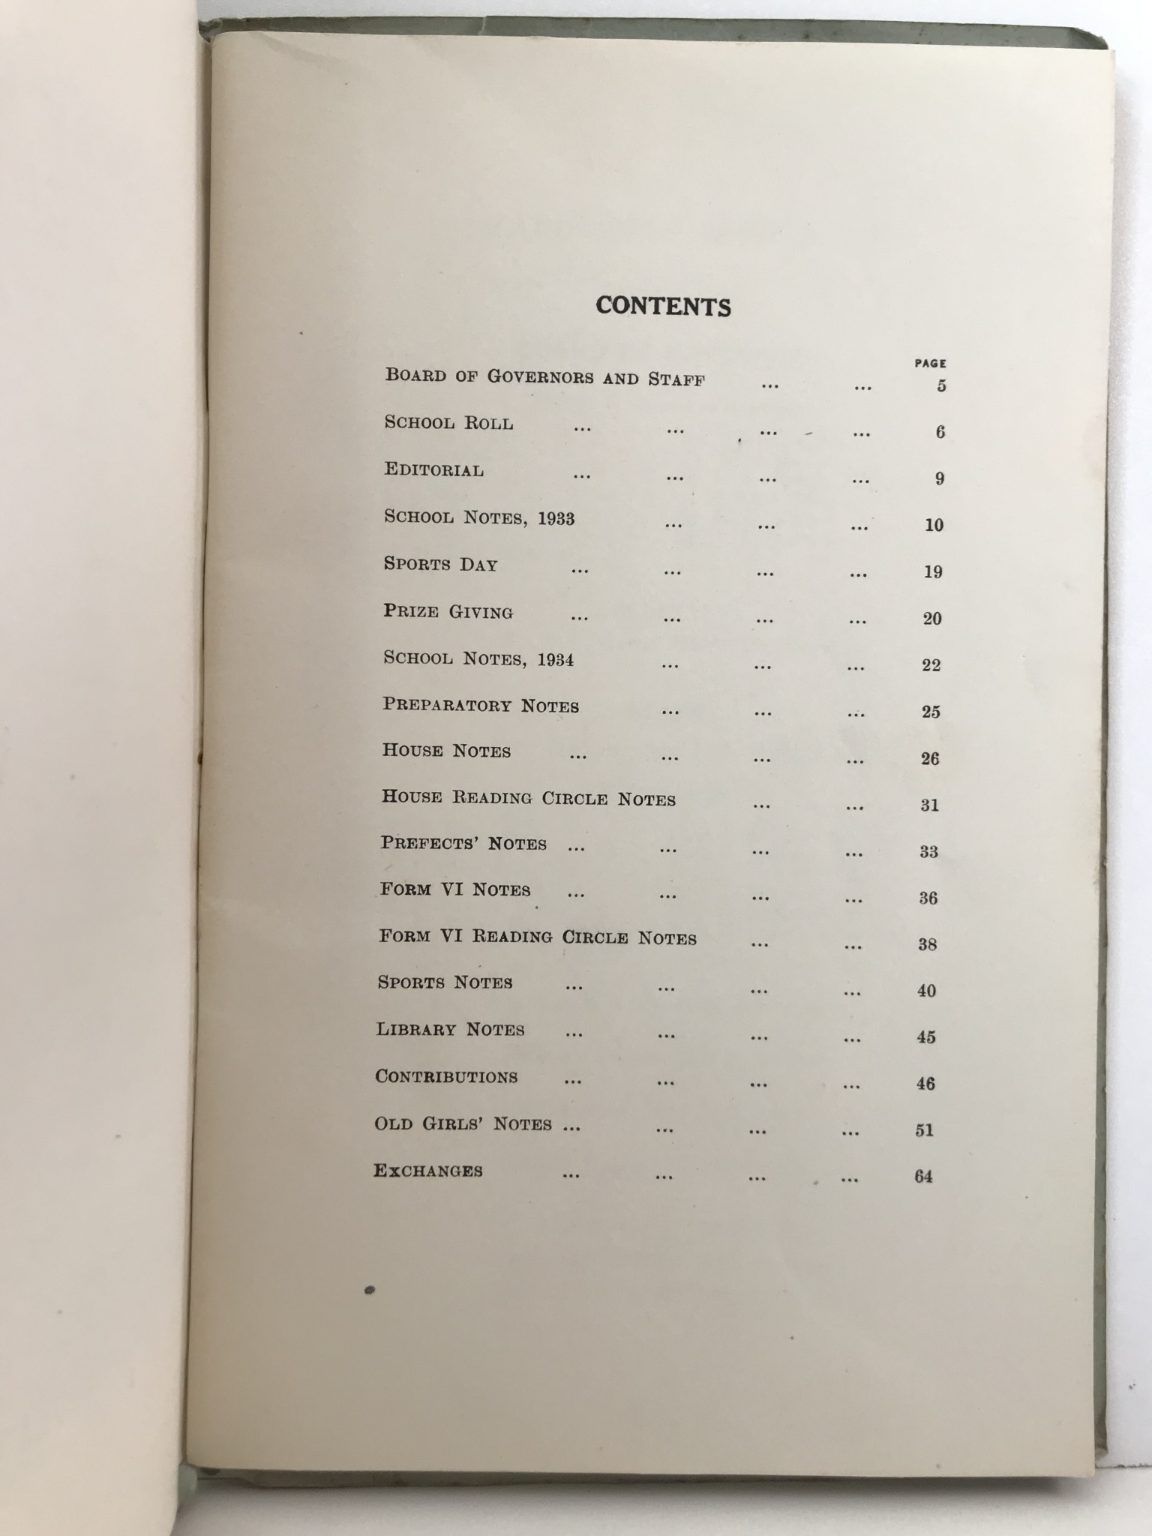 CONTENTS
PAGE
BOARD OF GOVERNORS AND STAFF ... ... 5
SCHOOL ROLL ... ... ... ... 6
EDITORIAL ... ... ... ... 9
SCHOOL NOTES, 1933 ... ... ... 10
SPORTS DAY ... ... ... ... 19
PRIZE GIVING ... ... ... ... 20
SCHOOL NOTES, 1934 ... ... ... 22
PREPARATORY NOTES ... ... ... 25
HOUSE NOTES ... ... ... ... 26
HOUSE READING CIRCLE NOTES ... ... 31
PREFECTS' NOTES ... ... ... ... 33
FORM VI NOTES ... ... ... ... 36
FORM VI READING CIRCLE NOTES ... ... 38
SPORTS NOTES ... ... ... ... 40
LIBRARY NOTES ... ... ... ... 45
CONTRIBUTIONS ... ... ... ... 46
OLD GIRLS' NOTES ... ... ... ... 51
EXCHANGES ... ... ... ... 64